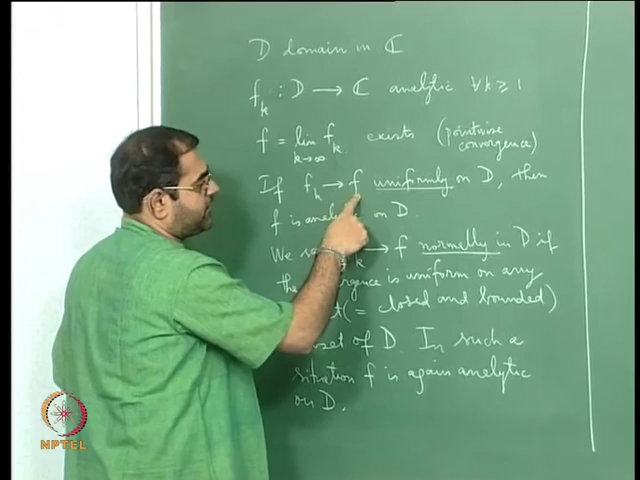 D domain in ℂ
f_k : D → ℂ analytic ∀k ≥ 1
f = lim_{k→∞} f_k exists (pointwise convergence)
If f_k → f uniformly on D, then
f is analy on D.
We s k → f normally in D if
the rgence is uniform on any
t (= closed and bounded)
set of D. In such a
situation f is again analytic
on D.
NPTEL